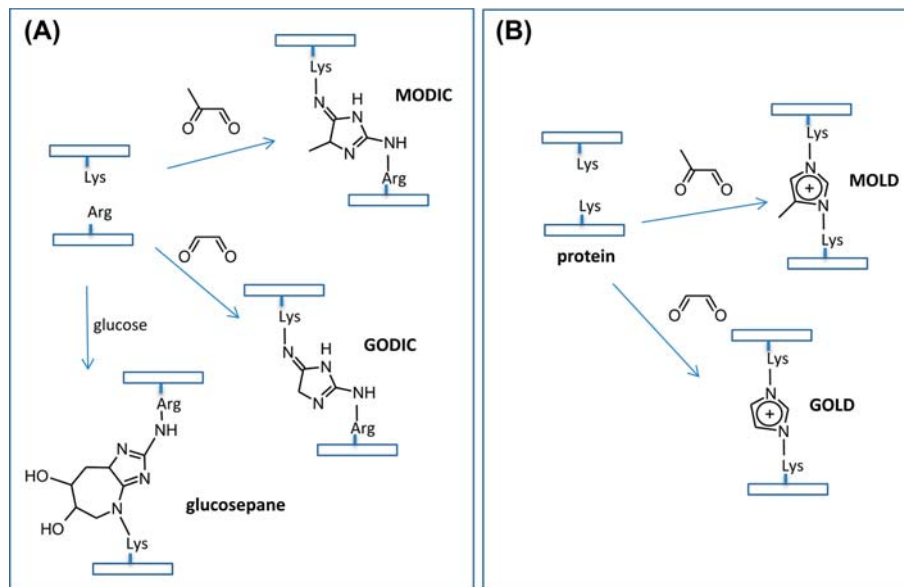 (A)
Lys
N
H
N
MODIC
N
NH
O
O
Lys
Arg
Arg
O
O
glucose
Lys
N
H
N
GODIC
N
NH
Arg
Arg
NH
N
N
HO
HO
N
glucosepane
Lys
(B)
Lys
Lys
N
+
N
MOLD
O
O
Lys
Lys
protein
O
O
Lys
N
+
N
GOLD
Lys